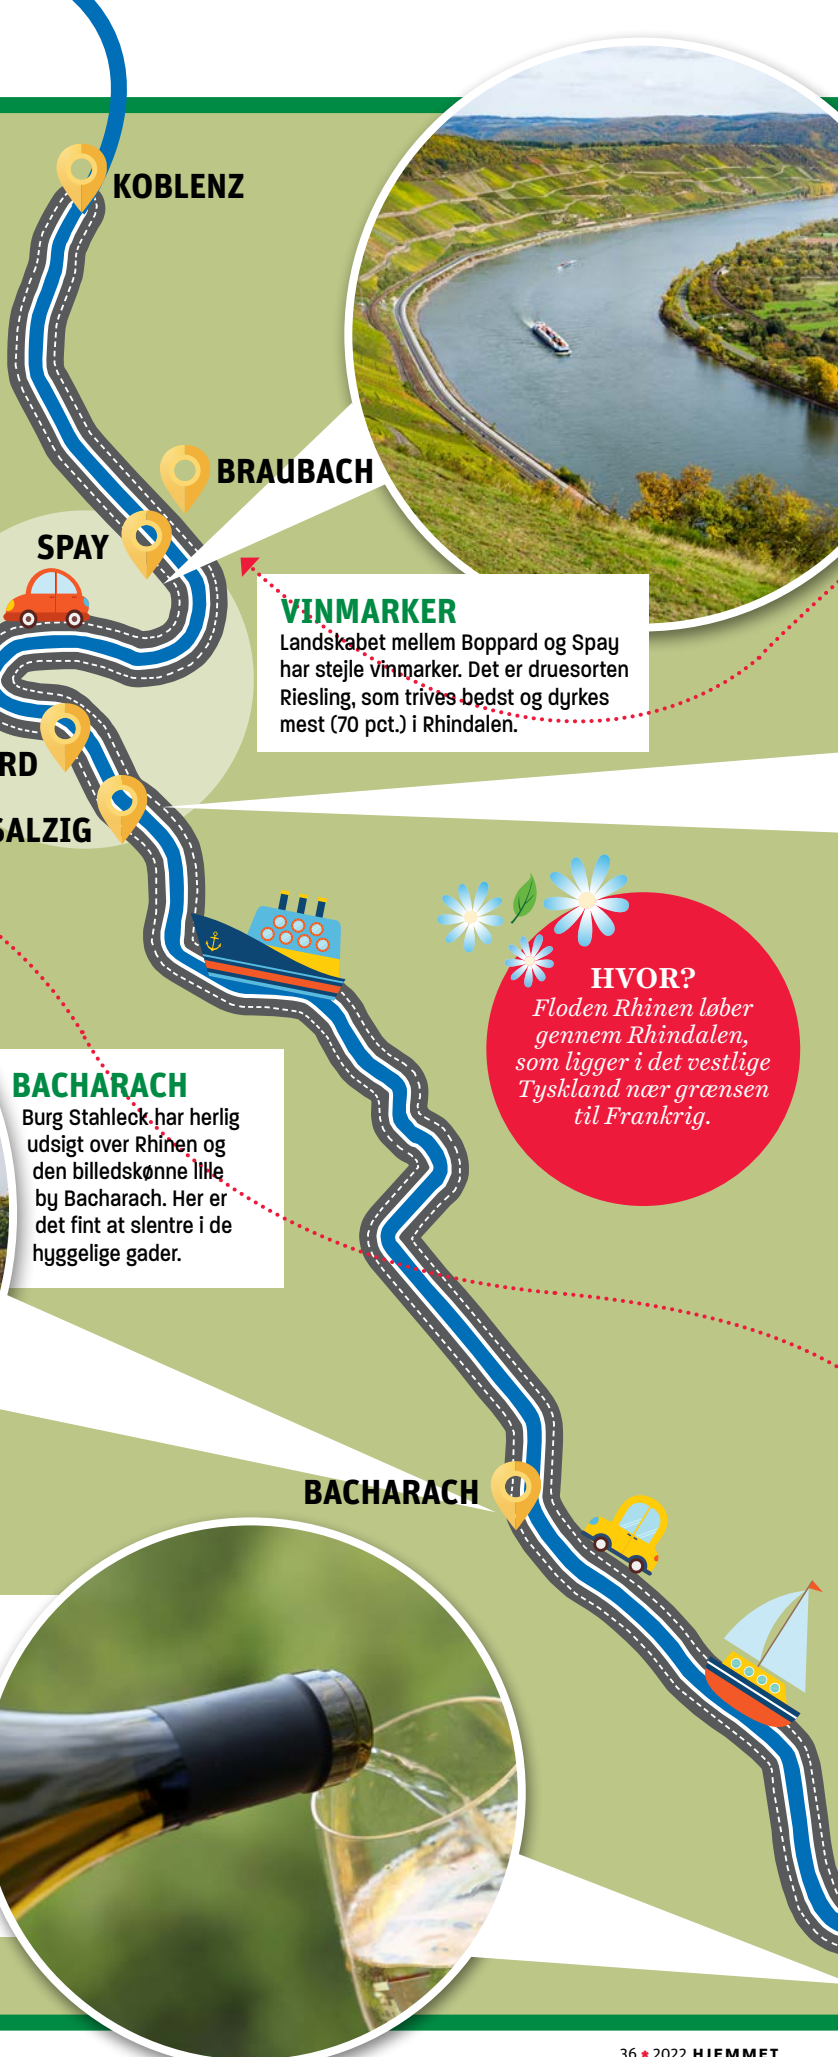 KOBLENZ
BRAUBACH
SPAY
VINMARKER
Landskabet mellem Boppard og Spay
har stejle vinmarker. Det er druesorten
Riesling, som trives bedst og dyrkes
mest (70 pct.) i Rhindalen.
RD
SALZIG
HVOR?
Floden Rhinen løber
gennem Rhindalen,
som ligger i det vestlige
Tyskland nær grænsen
til Frankrig.
BACHARACH
Burg Stahleck har herlig
udsigt over Rhinen og
den billedskønne lille
by Bacharach. Her er
det fint at slentre i de
hyggelige gader.
BACHARACH
36 * 2022 HJEMMET